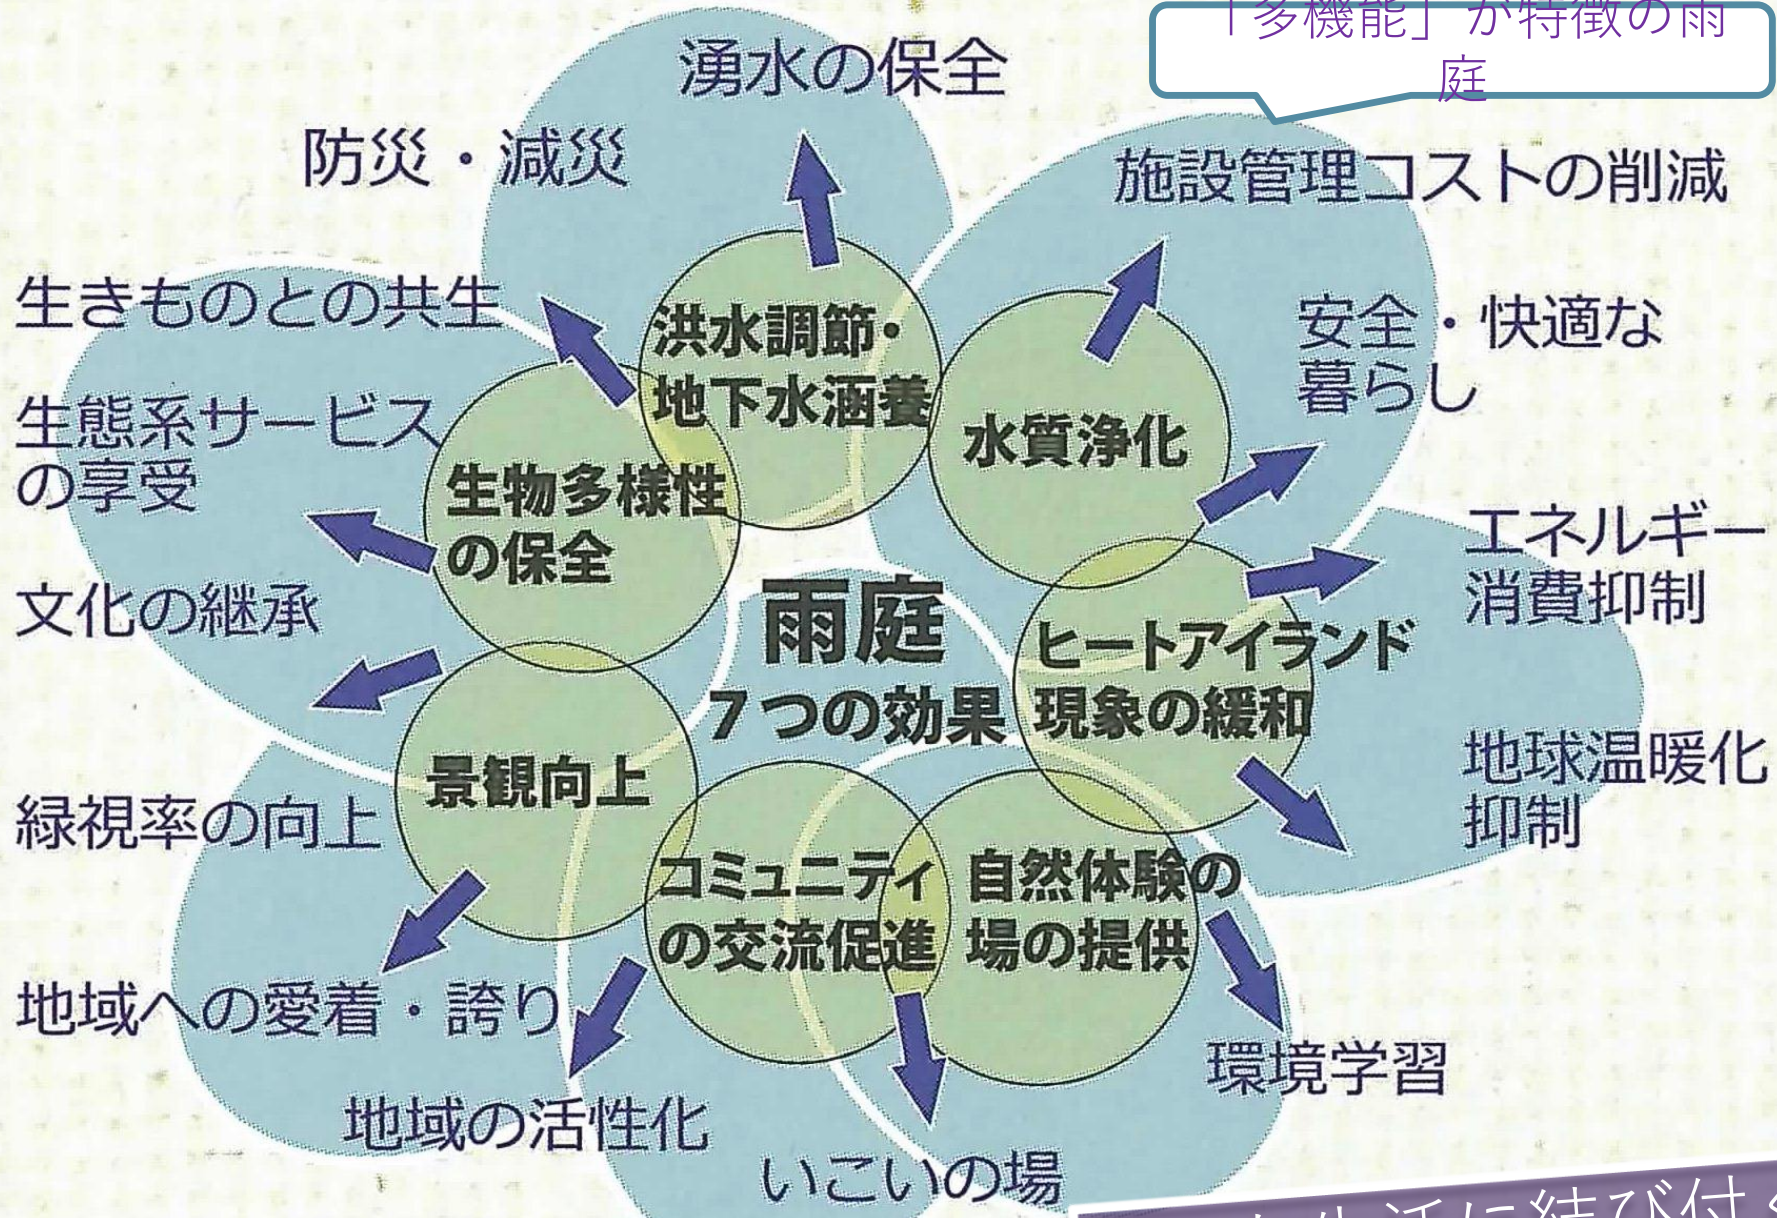 「多機能」が特徴の雨
庭
湧水の保全
防災・減災
施設管理コストの削減
生きものとの共生
安全・快適な
暮らし
洪水調節・
地下水涵養
水質浄化
生態系サービス
の享受
生物多様性
の保全
エネルギー
消費抑制
文化の継承
雨庭
7つの効果
ヒートアイランド
現象の緩和
地球温暖化
抑制
景観向上
緑視率の向上
コミュニティ
の交流促進
自然体験の
場の提供
地域への愛着・誇り
環境学習
地域の活性化
いこいの場
生活に結び付く